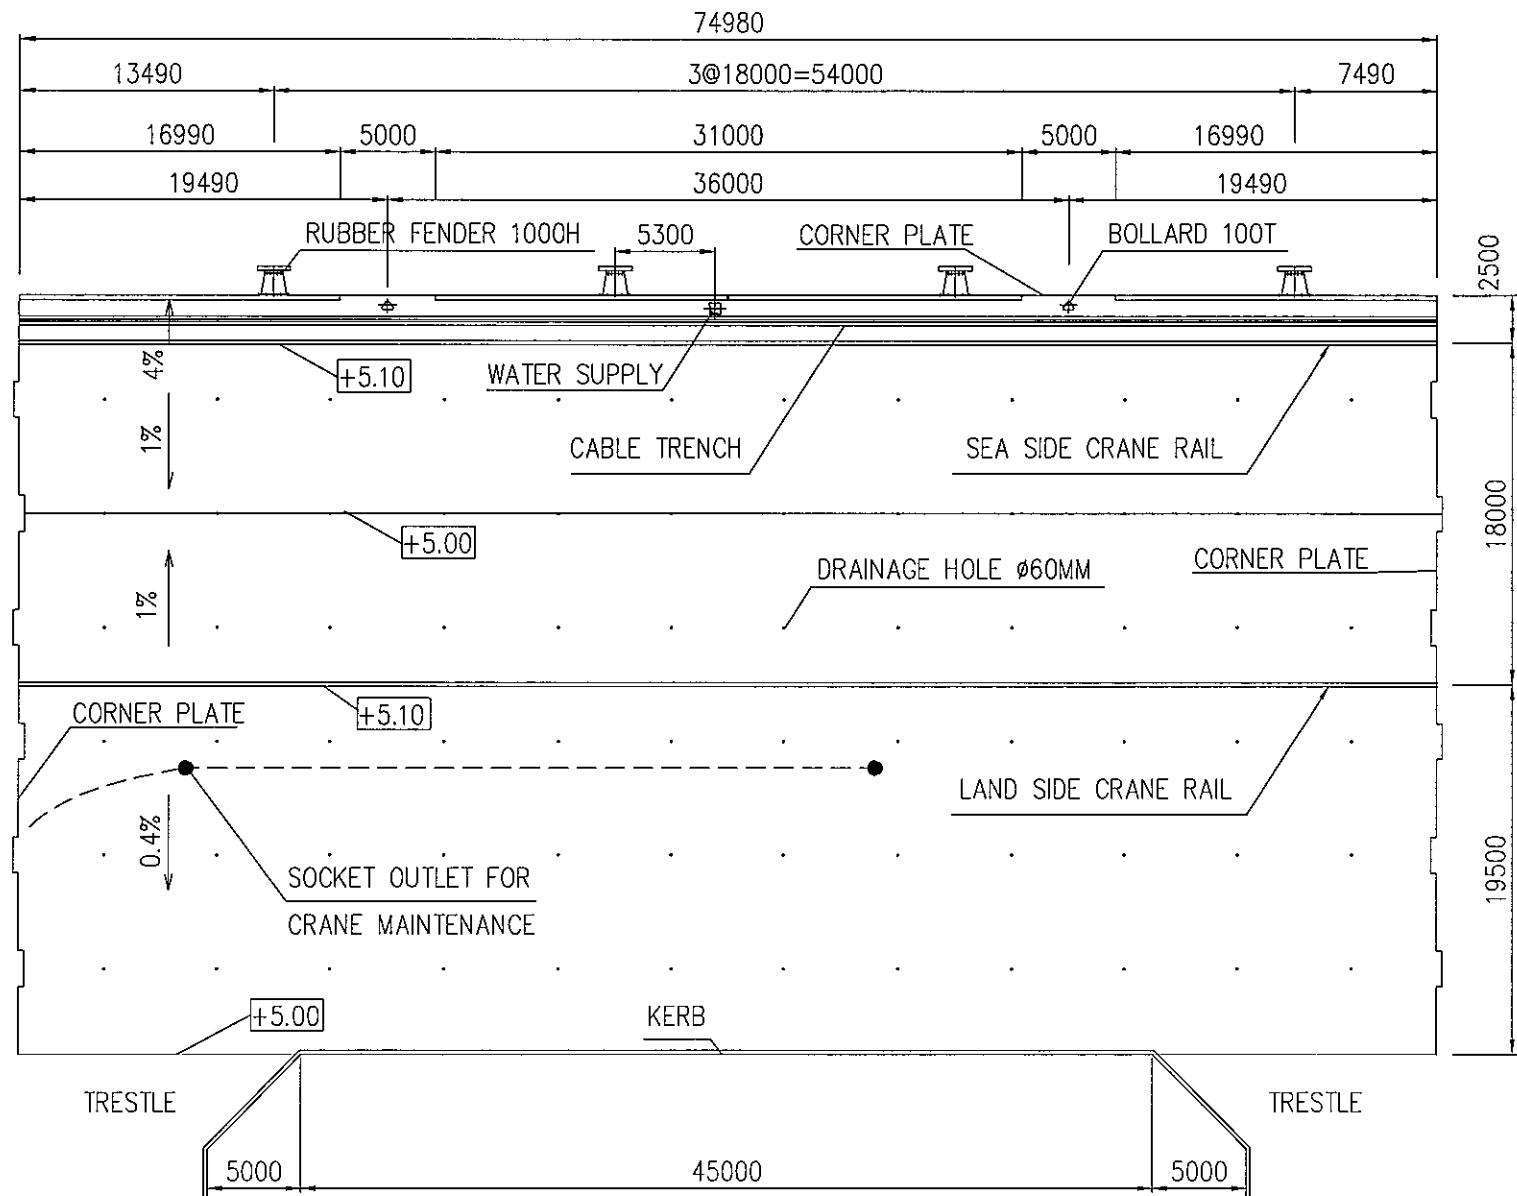 74980
13490 3@18000=54000 7490
16990 5000 31000 5000 16990
19490 36000 19490
RUBBER FENDER 1000H 5300 CORNER PLATE BOLLARD 100T
2500
4%
+5.10
WATER SUPPLY
1%
CABLE TRENCH
SEA SIDE CRANE RAIL
18000
+5.00
DRAINAGE HOLE ø60MM
CORNER PLATE
1%
CORNER PLATE
+5.10
LAND SIDE CRANE RAIL
0.4%
19500
SOCKET OUTLET FOR
CRANE MAINTENANCE
+5.00
KERB
TRESTLE TRESTLE
5000 45000 5000